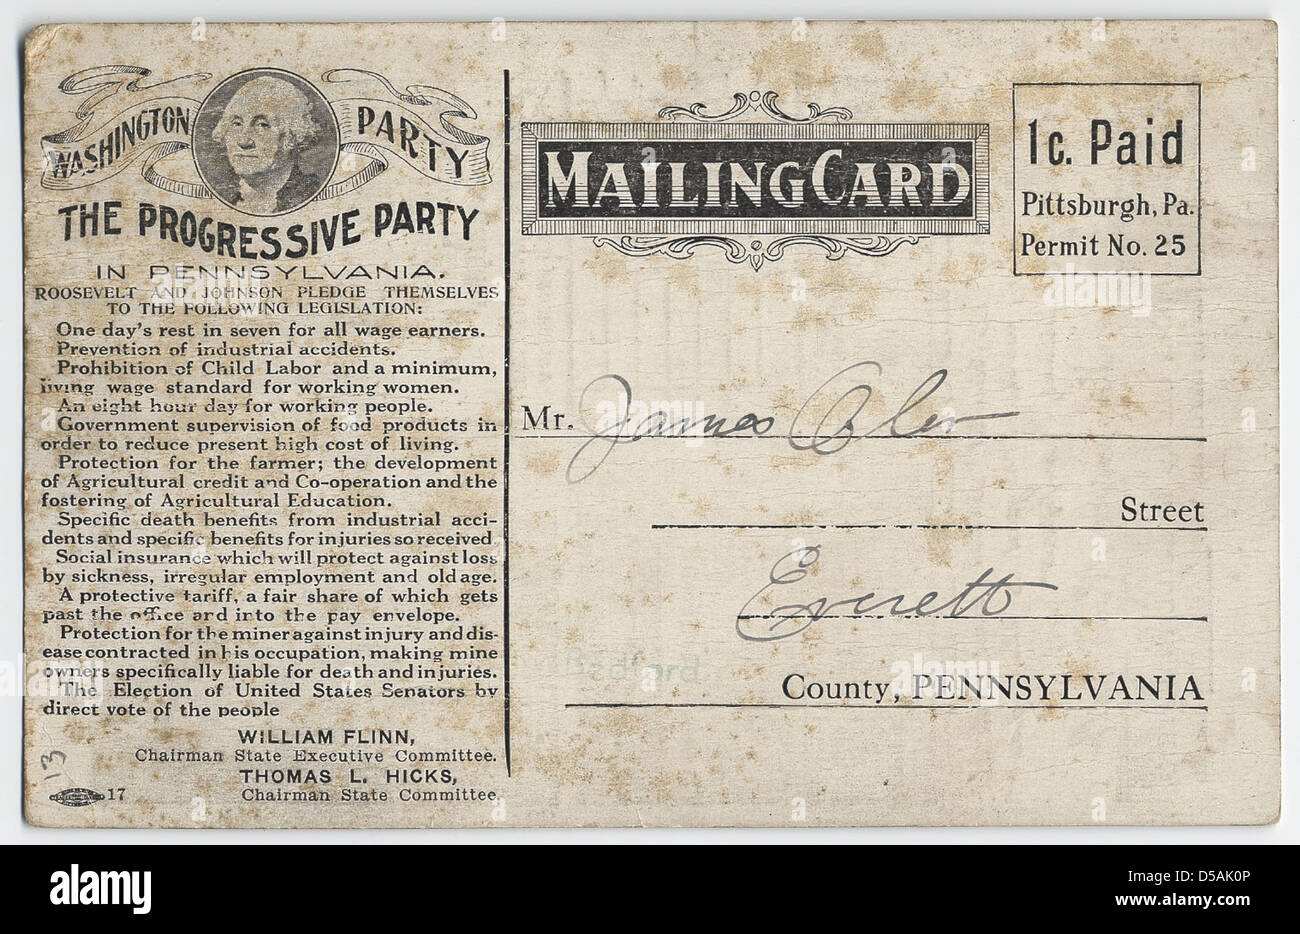 WASHINGTON PARTY
THE PROGRESSIVE PARTY
IN PENNSYLVANIA.
ROOSEVELT AND JOHNSON PLEDGE THEMSELVES
TO THE FOLLOWING LEGISLATION:
One day's rest in seven for all wage earners.
Prevention of industrial accidents.
Prohibition of Child Labor and a minimum,
living wage standard for working women.
An eight hour day for working people.
Government supervision of food products in
order to reduce present high cost of living.
Protection for the farmer; the development
of Agricultural credit and Co-operation and the
fostering of Agricultural Education.
Specific death benefits from industrial acci-
dents and specific benefits for injuries so received
Social insurance which will protect against loss
by sickness, irregular employment and old age.
A protective tariff, a fair share of which gets
past the office and into the pay envelope.
Protection for the miner against injury and dis-
ease contracted in his occupation, making mine
owners specifically liable for death and injuries.
The Election of United States Senators by
direct vote of the people
WILLIAM FLINN,
Chairman State Executive Committee.
THOMAS L. HICKS,
Chairman State Committee.
13
17
MAILING CARD
1c. Paid
Pittsburgh, Pa.
Permit No. 25
Mr. James
Street
Everett
Bedford
County, PENNSYLVANIA
alamy
Image ID: D5AK0P
www.alamy.com